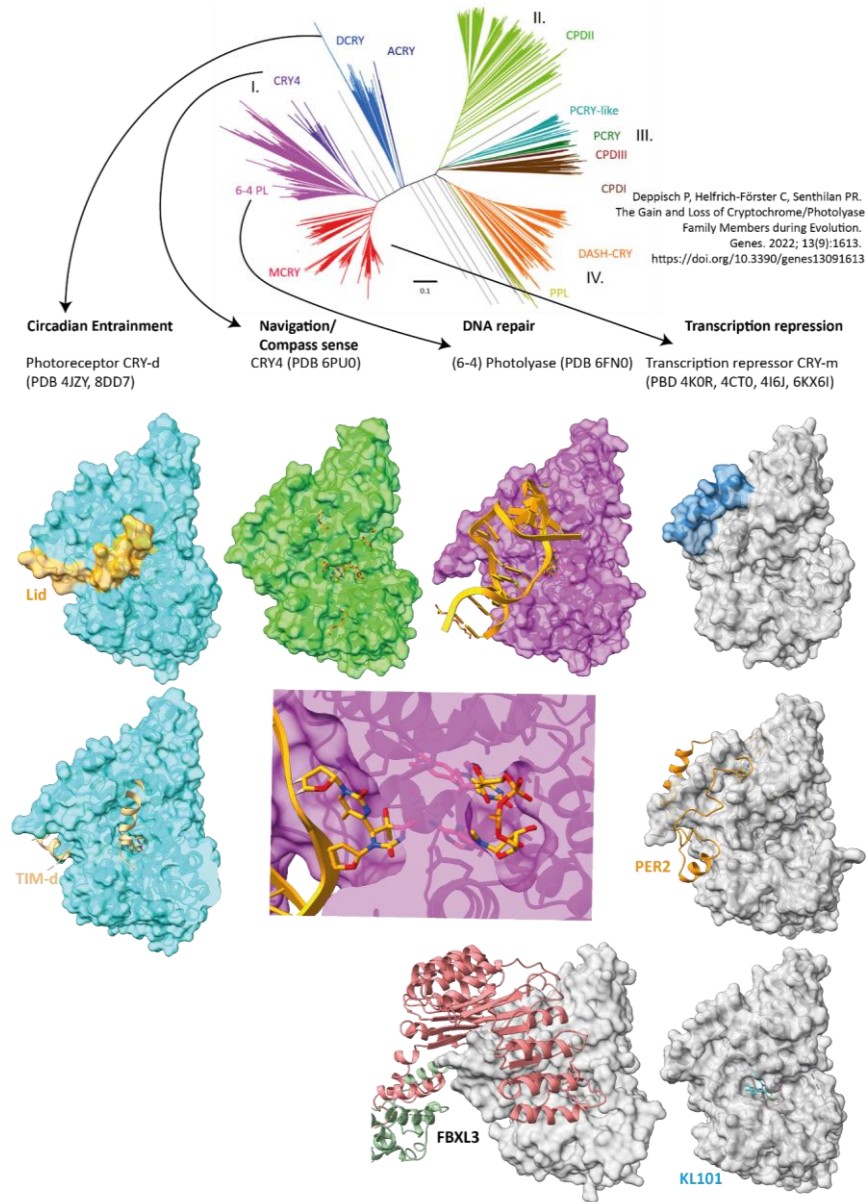 II.
DCRY
ACRY
CPDII
I.
CRY4
PCRY-like
PCRY
III.
CPDIII
6-4 PL
CPDI
Deppisch P, Helfrich-Förster C, Senthilan PR.
The Gain and Loss of Cryptochrome/Photolyase
Family Members during Evolution.
Genes. 2022; 13(9):1613.
https://doi.org/10.3390/genes13091613
DASH-CRY
MCRY
IV.
0.1
PPL
Circadian Entrainment
Photoreceptor CRY-d
(PDB 4JZY, 8DD7)
Navigation/
Compass sense
CRY4 (PDB 6PU0)
DNA repair
(6-4) Photolyase (PDB 6FN0)
Transcription repression
Transcription repressor CRY-m
(PBD 4K0R, 4CT0, 4I6J, 6KX6I)
Lid
TIM-d
PER2
FBXL3
KL101